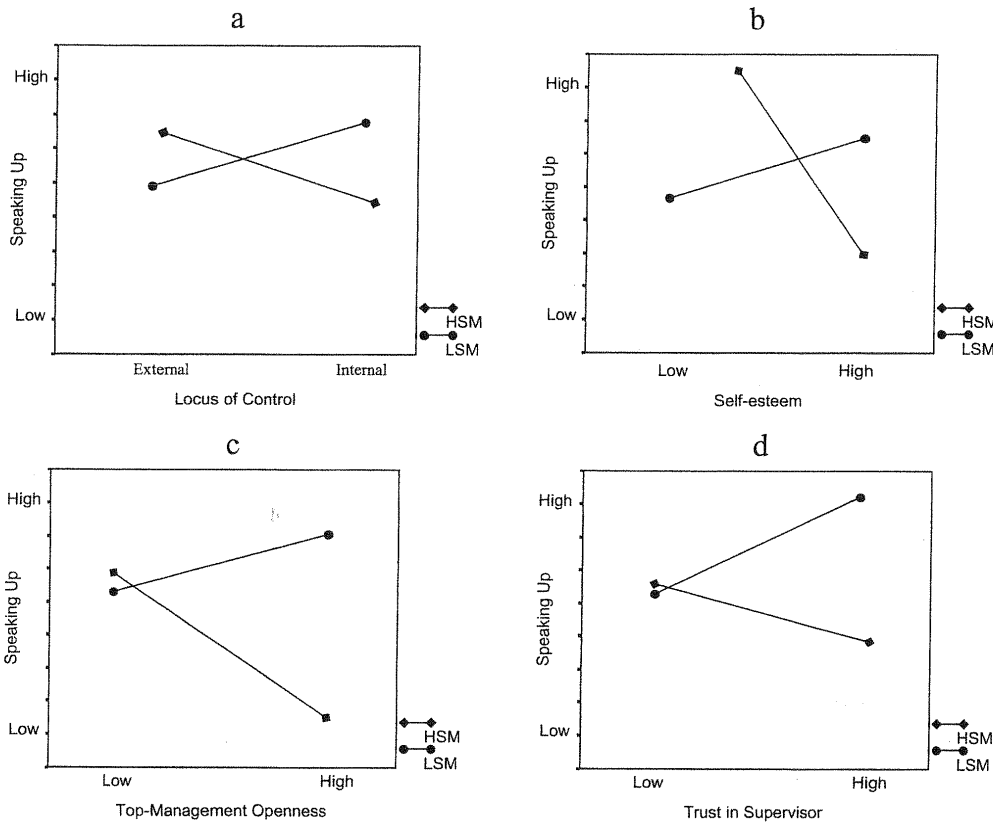 a
High
Speaking Up
Low
External Internal
Locus of Control
HSM
LSM
b
High
Speaking Up
Low
Low High
Self-esteem
HSM
LSM
c
High
Speaking Up
Low
Low High
Top-Management Openness
HSM
LSM
d
High
Speaking Up
Low
Low High
Trust in Supervisor
HSM
LSM